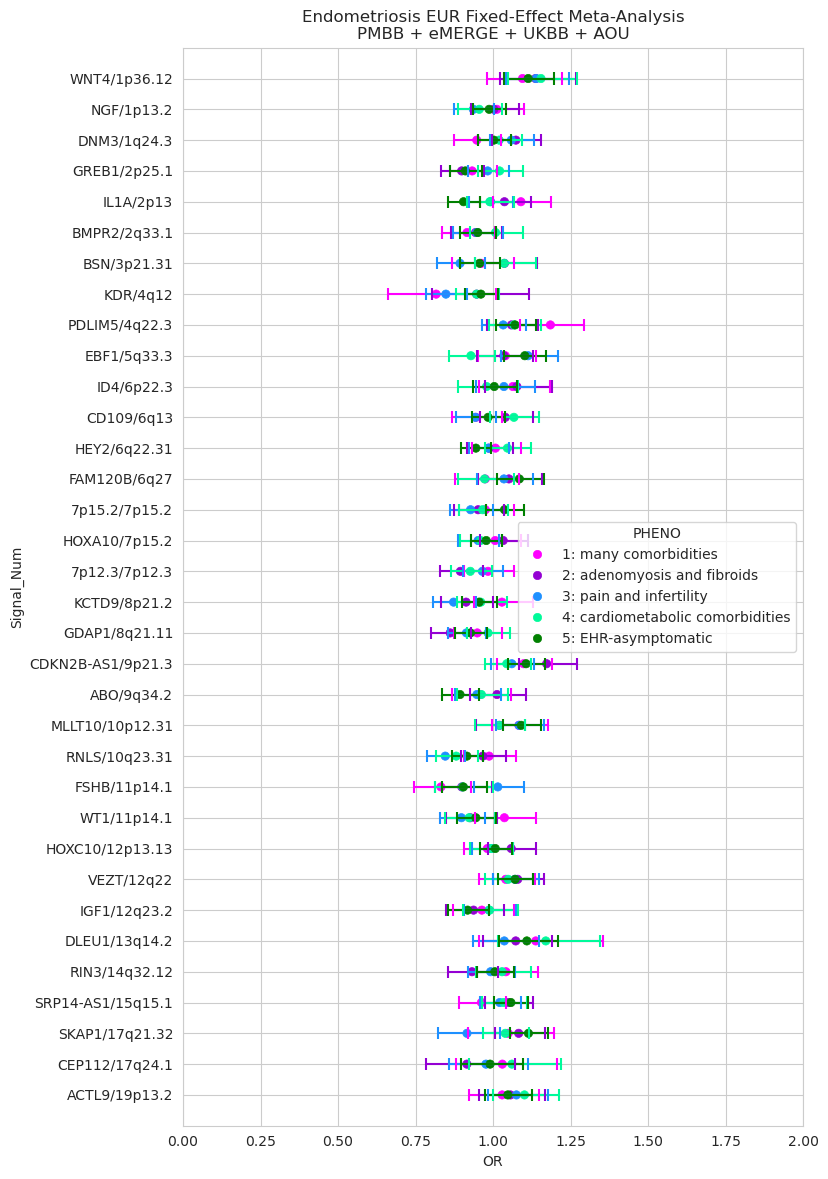 Endometriosis EUR Fixed-Effect Meta-Analysis
PMBB + eMERGE + UKBB + AOU
WNT4/1p36.12
NGF/1p13.2
DNM3/1q24.3
GREB1/2p25.1
IL1A/2p13
BMPR2/2q33.1
BSN/3p21.31
KDR/4q12
PDLIM5/4q22.3
EBF1/5q33.3
ID4/6p22.3
CD109/6q13
HEY2/6q22.31
FAM120B/6q27
7p15.2/7p15.2
HOXA10/7p15.2
7p12.3/7p12.3
KCTD9/8p21.2
GDAP1/8q21.11
CDKN2B-AS1/9p21.3
ABO/9q34.2
MLLT10/10p12.31
RNLS/10q23.31
FSHB/11p14.1
WT1/11p14.1
HOXC10/12p13.13
VEZT/12q22
IGF1/12q23.2
DLEU1/13q14.2
RIN3/14q32.12
SRP14-AS1/15q15.1
SKAP1/17q21.32
CEP112/17q24.1
ACTL9/19p13.2
Signal_Num
PHENO
1: many comorbidities
2: adenomyosis and fibroids
3: pain and infertility
4: cardiometabolic comorbidities
5: EHR-asymptomatic
0.00 0.25 0.50 0.75 1.00 1.25 1.50 1.75 2.00
OR